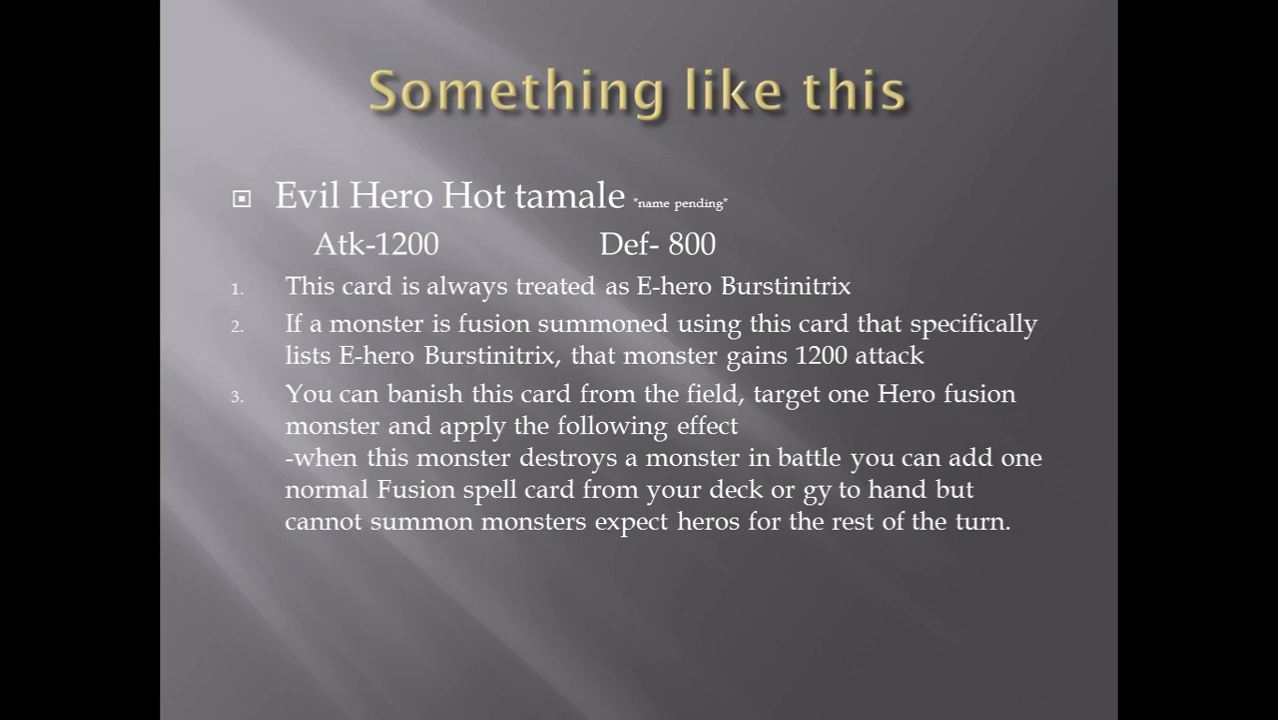 Something like this
Evil Hero Hot tamale *name pending*
Atk-1200 Def- 800
1. This card is always treated as E-hero Burstinitrix
2. If a monster is fusion summoned using this card that specifically
lists E-hero Burstinitrix, that monster gains 1200 attack
3. You can banish this card from the field, target one Hero fusion
monster and apply the following effect
-when this monster destroys a monster in battle you can add one
normal Fusion spell card from your deck or gy to hand but
cannot summon monsters expect heros for the rest of the turn.